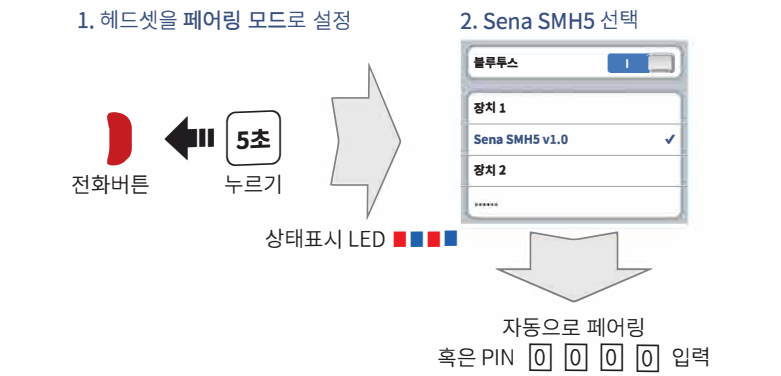 1. 헤드셋을 페어링 모드로 설정
5초
전화버튼
누르기
상태표시 LED
2. Sena SMH5 선택
블루투스
I
장치 1
Sena SMH5 v1.0
장치 2
......
자동으로 페어링
혹은 PIN 0 0 0 0 입력